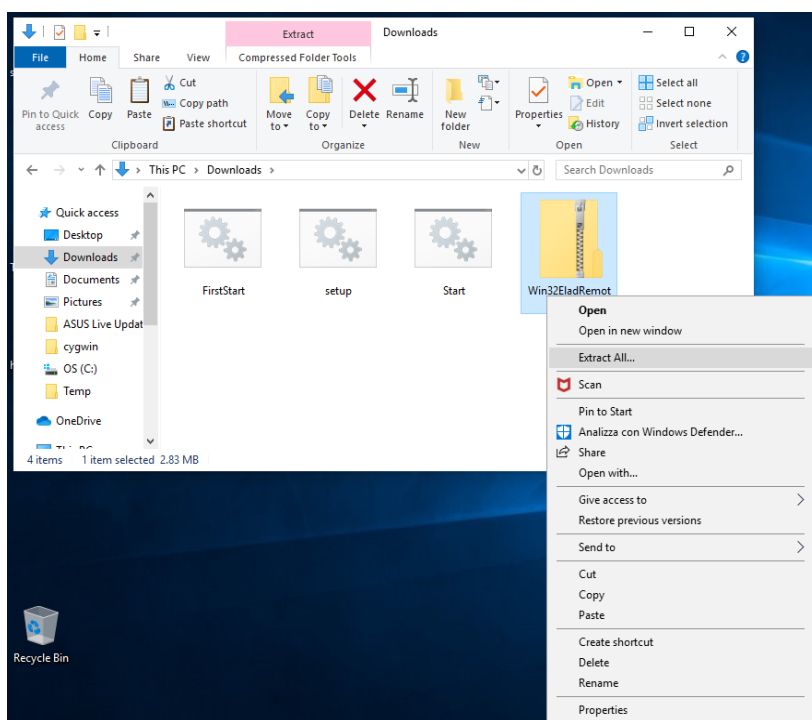 Extract
Downloads
File
Home
Share
View
Compressed Folder Tools
Pin to Quick access
Copy
Paste
Cut
Copy path
Paste shortcut
Clipboard
Move to
Copy to
Delete
Rename
Organize
New folder
New
Properties
Open
Edit
History
Open
Select all
Select none
Invert selection
Select
This PC > Downloads >
Search Downloads
Quick access
Desktop
Downloads
Documents
Pictures
ASUS Live Updat
cygwin
OS (C:)
Temp
OneDrive
FirstStart
setup
Start
Win32EladRemot
4 items
1 item selected 2.83 MB
Open
Open in new window
Extract All...
Scan
Pin to Start
Analizza con Windows Defender...
Share
Open with...
Give access to
Restore previous versions
Send to
Cut
Copy
Paste
Create shortcut
Delete
Rename
Properties
Recycle Bin